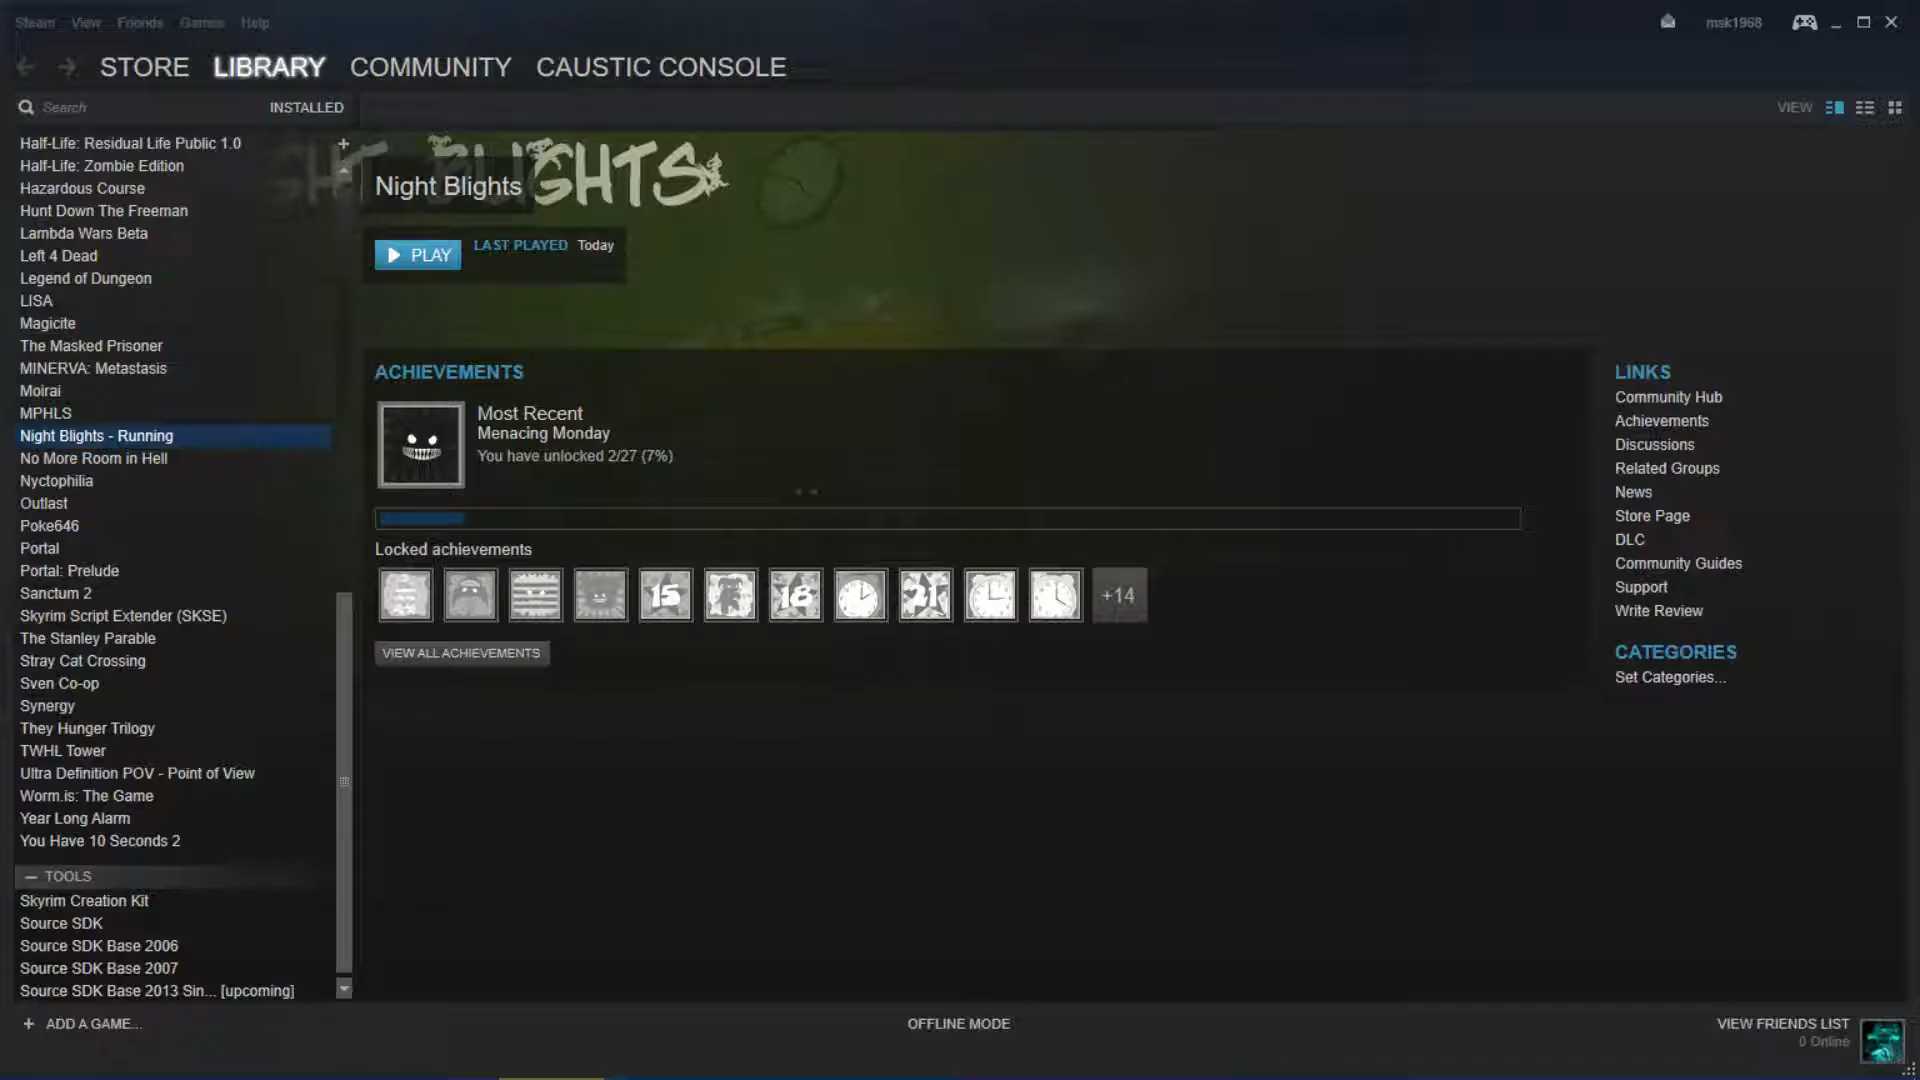 Steam View Friends Games Help
msk1968
STORE LIBRARY COMMUNITY CAUSTIC CONSOLE
Search INSTALLED
VIEW
Half-Life: Residual Life Public 1.0
Half-Life: Zombie Edition
Hazardous Course
Hunt Down The Freeman
Lambda Wars Beta
Left 4 Dead
Legend of Dungeon
LISA
Magicite
The Masked Prisoner
MINERVA: Metastasis
Moirai
MPHLS
Night Blights - Running
No More Room in Hell
Nyctophilia
Outlast
Poke646
Portal
Portal: Prelude
Sanctum 2
Skyrim Script Extender (SKSE)
The Stanley Parable
Stray Cat Crossing
Sven Co-op
Synergy
They Hunger Trilogy
TWHL Tower
Ultra Definition POV - Point of View
Worm.is: The Game
Year Long Alarm
You Have 10 Seconds 2
TOOLS
Skyrim Creation Kit
Source SDK
Source SDK Base 2006
Source SDK Base 2007
Source SDK Base 2013 Sin... [upcoming]
NIGHT BLIGHTS
Night Blights
PLAY
LAST PLAYED Today
ACHIEVEMENTS
Most Recent
Menacing Monday
You have unlocked 2/27 (7%)
Locked achievements
15 18 21 +14
VIEW ALL ACHIEVEMENTS
LINKS
Community Hub
Achievements
Discussions
Related Groups
News
Store Page
DLC
Community Guides
Support
Write Review
CATEGORIES
Set Categories...
+ ADD A GAME...
OFFLINE MODE
VIEW FRIENDS LIST
0 Online